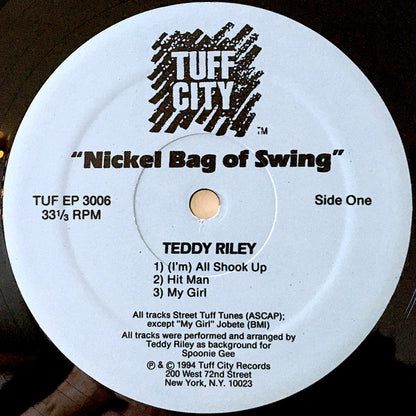 TUFF
CITY
TM
"Nickel Bag of Swing"
TUF EP 3006
33⅓ RPM
Side One
TEDDY RILEY
1) (I'm) All Shook Up
2) Hit Man
3) My Girl
All tracks Street Tuff Tunes (ASCAP);
except "My Girl" Jobete (BMI)
All tracks were performed and arranged by
Teddy Riley as background for
Spoonie Gee
℗ & © 1994 Tuff City Records
200 West 72nd Street
New York, N.Y. 10023